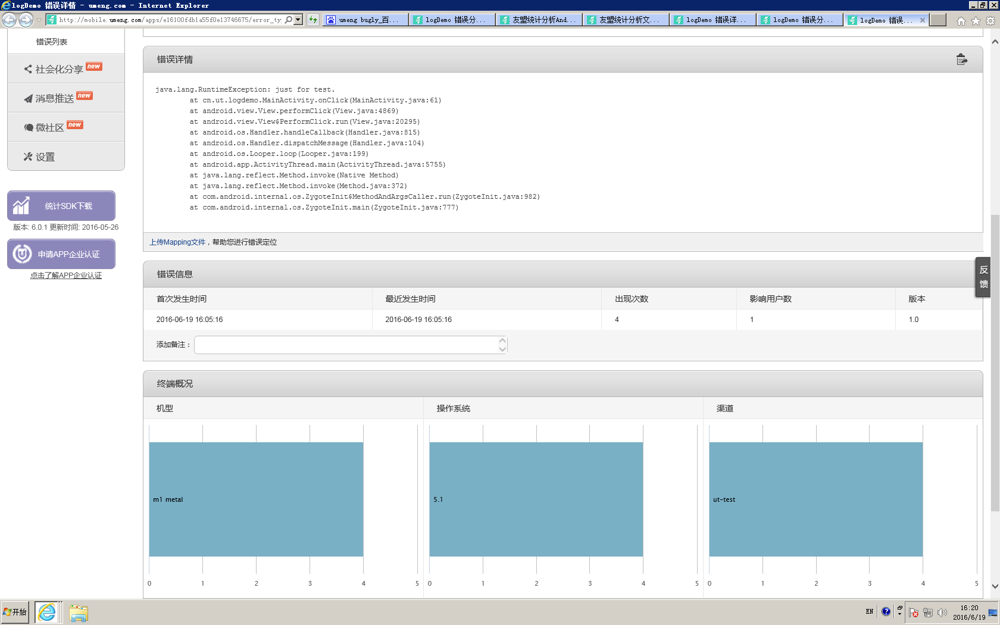 logDemo 错误详情 - umeng.com - Internet Explorer
http://mobile.umeng.com/apps/e16100fdb1a55f0e13746675/error_ty
umeng bugly_百...
logDemo 错误分...
友盟统计分析And...
友盟统计分析文...
logDemo 错误详...
logDemo 错误分...
logDemo 错误...
错误列表
社会化分享 new
消息推送 new
微社区 new
设置
统计SDK下载
版本: 6.0.1 更新时间: 2016-05-26
申请APP企业认证
点击了解APP企业认证
错误详情
java.lang.RuntimeException: just for test.
at cn.ut.logdemo.MainActivity.onClick(MainActivity.java:61)
at android.view.View.performClick(View.java:4869)
at android.view.View$PerformClick.run(View.java:20295)
at android.os.Handler.handleCallback(Handler.java:815)
at android.os.Handler.dispatchMessage(Handler.java:104)
at android.os.Looper.loop(Looper.java:199)
at android.app.ActivityThread.main(ActivityThread.java:5755)
at java.lang.reflect.Method.invoke(Native Method)
at java.lang.reflect.Method.invoke(Method.java:372)
at com.android.internal.os.ZygoteInit$MethodAndArgsCaller.run(ZygoteInit.java:982)
at com.android.internal.os.ZygoteInit.main(ZygoteInit.java:777)
上传Mapping文件，帮助您进行错误定位
反馈
错误信息
首次发生时间 最近发生时间 出现次数 影响用户数 版本
2016-06-19 16:05:16 2016-06-19 16:05:16 4 1 1.0
添加备注：
终端概况
机型 操作系统 渠道
m1 metal 5.1 ut-test
0 1 2 3 4 5 0 1 2 3 4 5 0 1 2 3 4 5
开始
EN
16:20
2016/6/19